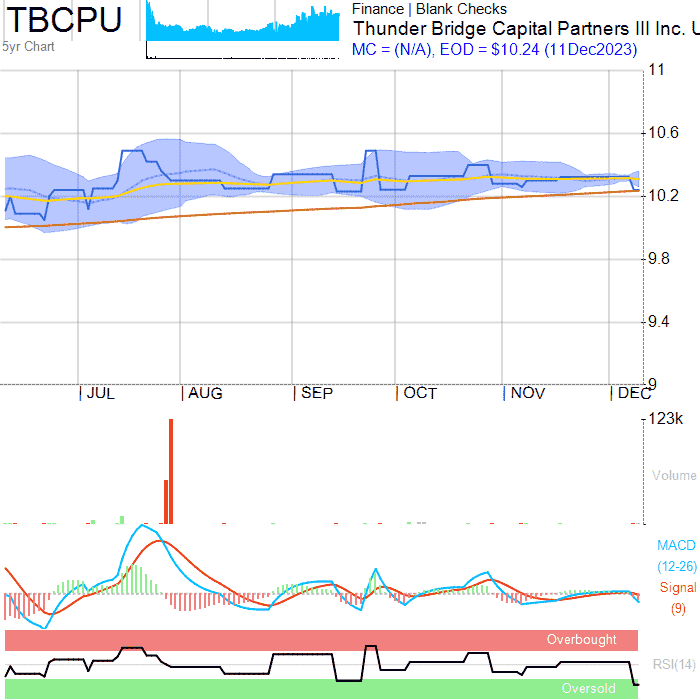 TBCPU
5yr Chart
Finance | Blank Checks
Thunder Bridge Capital Partners III Inc. U
MC = (N/A), EOD = $10.24 (11Dec2023)
11
10.6
10.2
9.8
9.4
9
JUL AUG SEP OCT NOV DEC
123k
Volume
MACD
(12-26)
Signal
(9)
Overbought
RSI(14)
Oversold